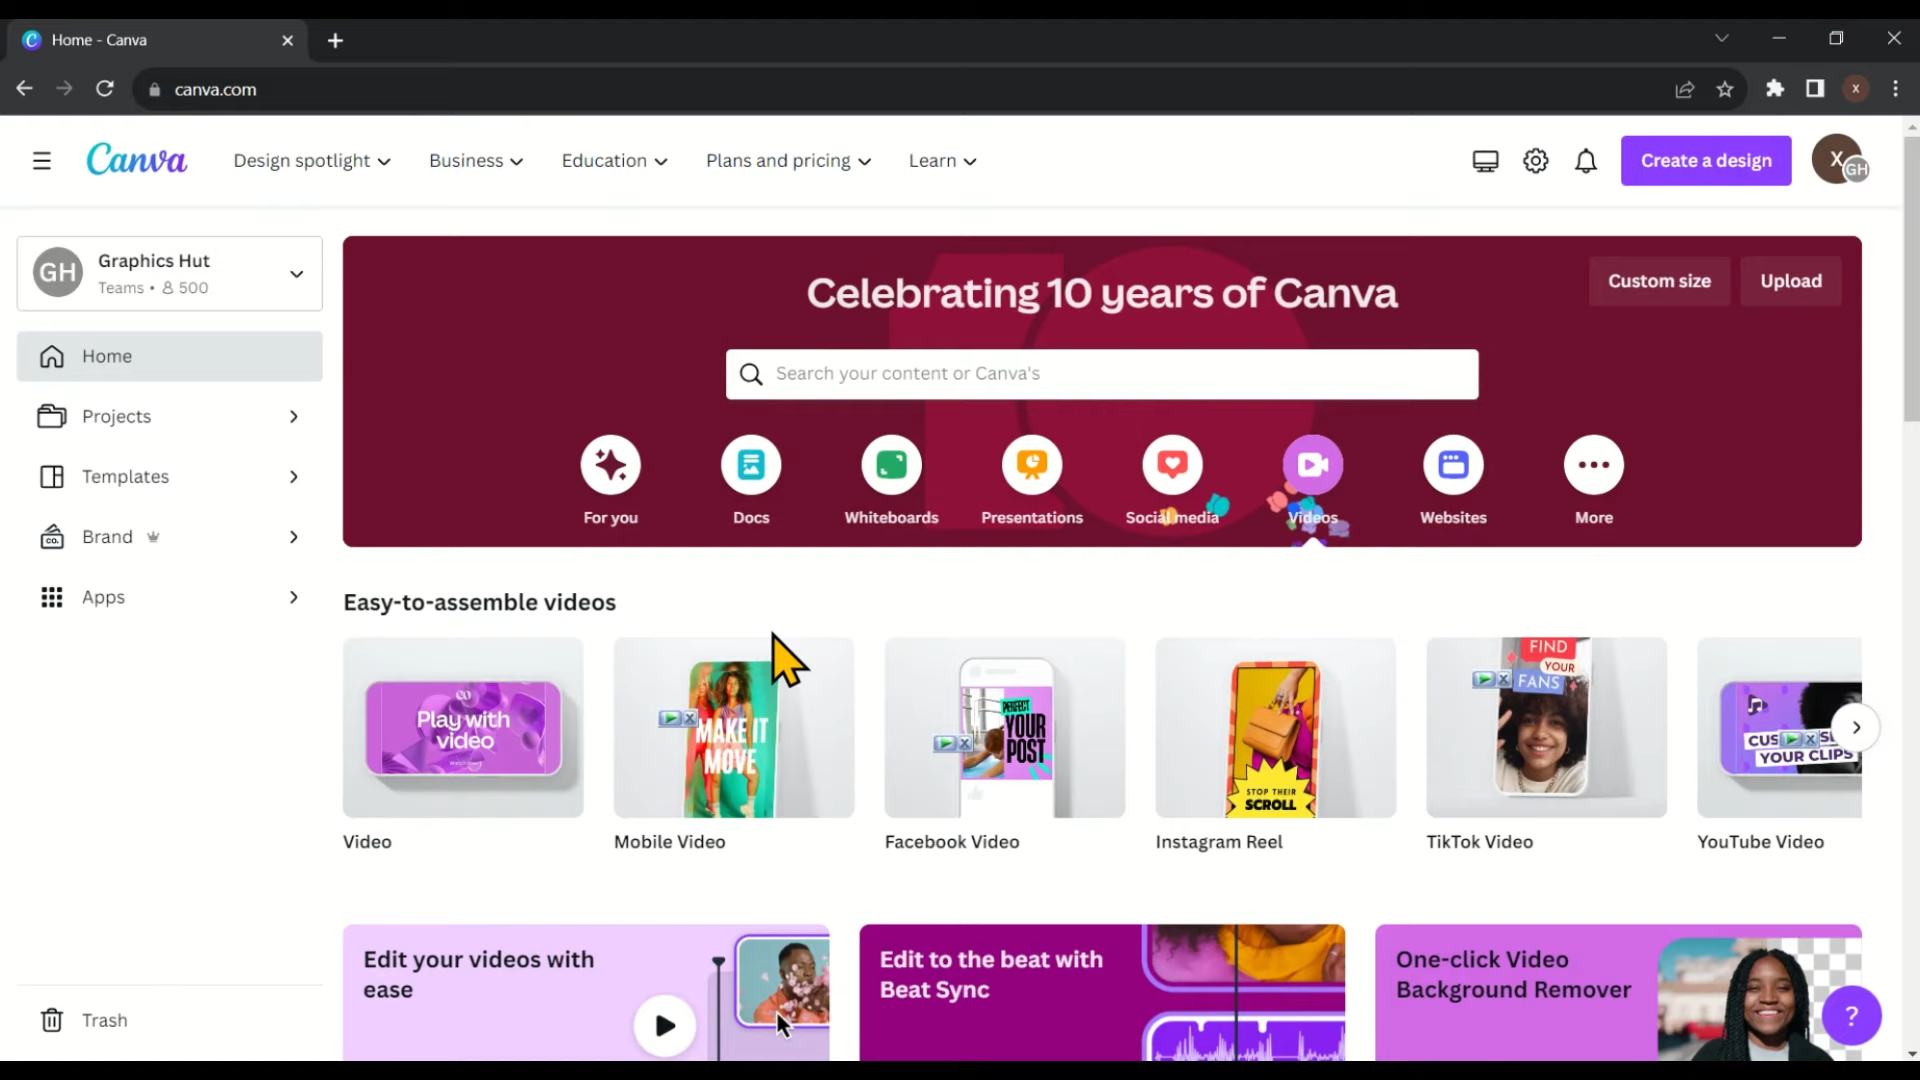 Home - Canva
canva.com
X
Canva
Design spotlight
Business
Education
Plans and pricing
Learn
Create a design
X
GH
GH
Graphics Hut
Teams • 500
Home
Projects
Templates
CO.
Brand
Apps
Trash
Celebrating 10 years of Canva
Custom size
Upload
10
Search your content or Canva's
For you
Docs
Whiteboards
Presentations
Social media
Videos
Websites
More
Easy-to-assemble videos
Play with
video
MAKE IT
MOVE
PERFECT
YOUR
POST
STOP THEIR
SCROLL
FIND
YOUR
FANS
YOUR CLIPS
Video
Mobile Video
Facebook Video
Instagram Reel
TikTok Video
YouTube Video
Edit your videos with
ease
Edit to the beat with
Beat Sync
One-click Video
Background Remover
?